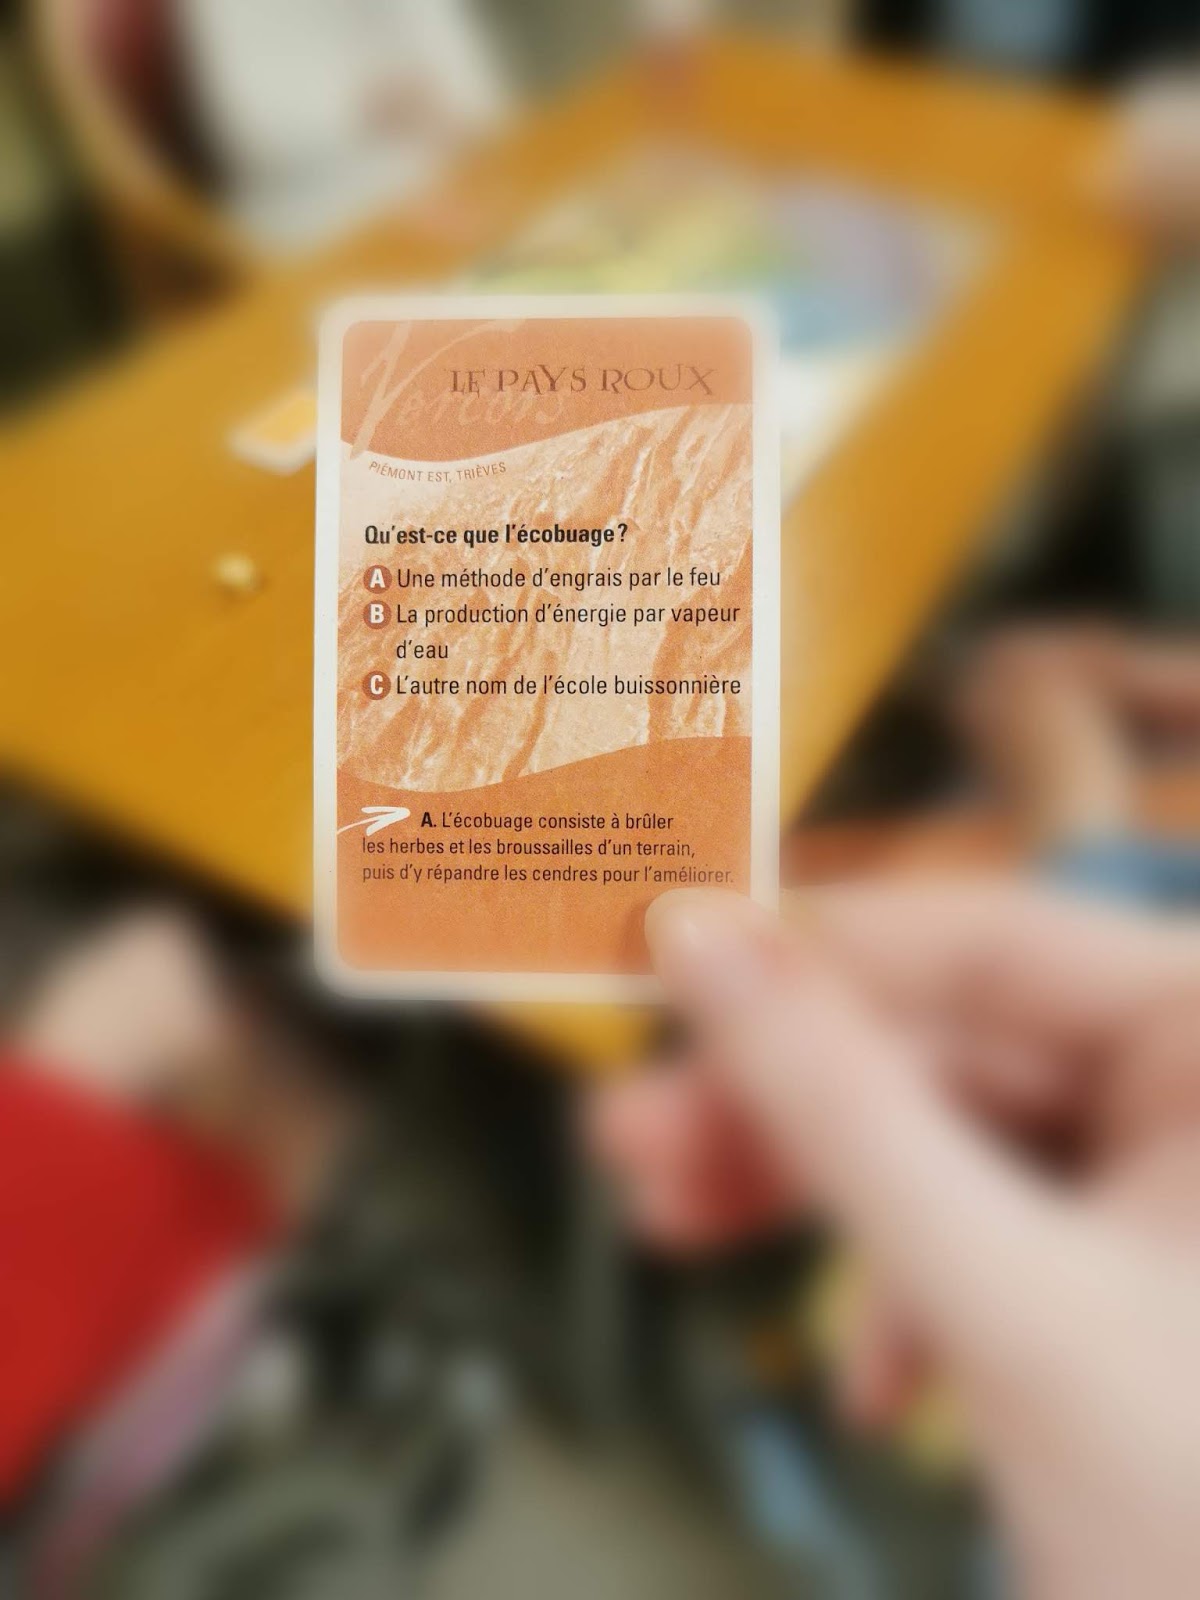 Vercors
LE PAYS ROUX
PIÉMONT EST, TRIÈVES
Qu'est-ce que l'écobuage?
A Une méthode d'engrais par le feu
B La production d'énergie par vapeur
d'eau
C L'autre nom de l'école buissonnière
A. L'écobuage consiste à brûler
les herbes et les broussailles d'un terrain,
puis d'y répandre les cendres pour l'améliorer.